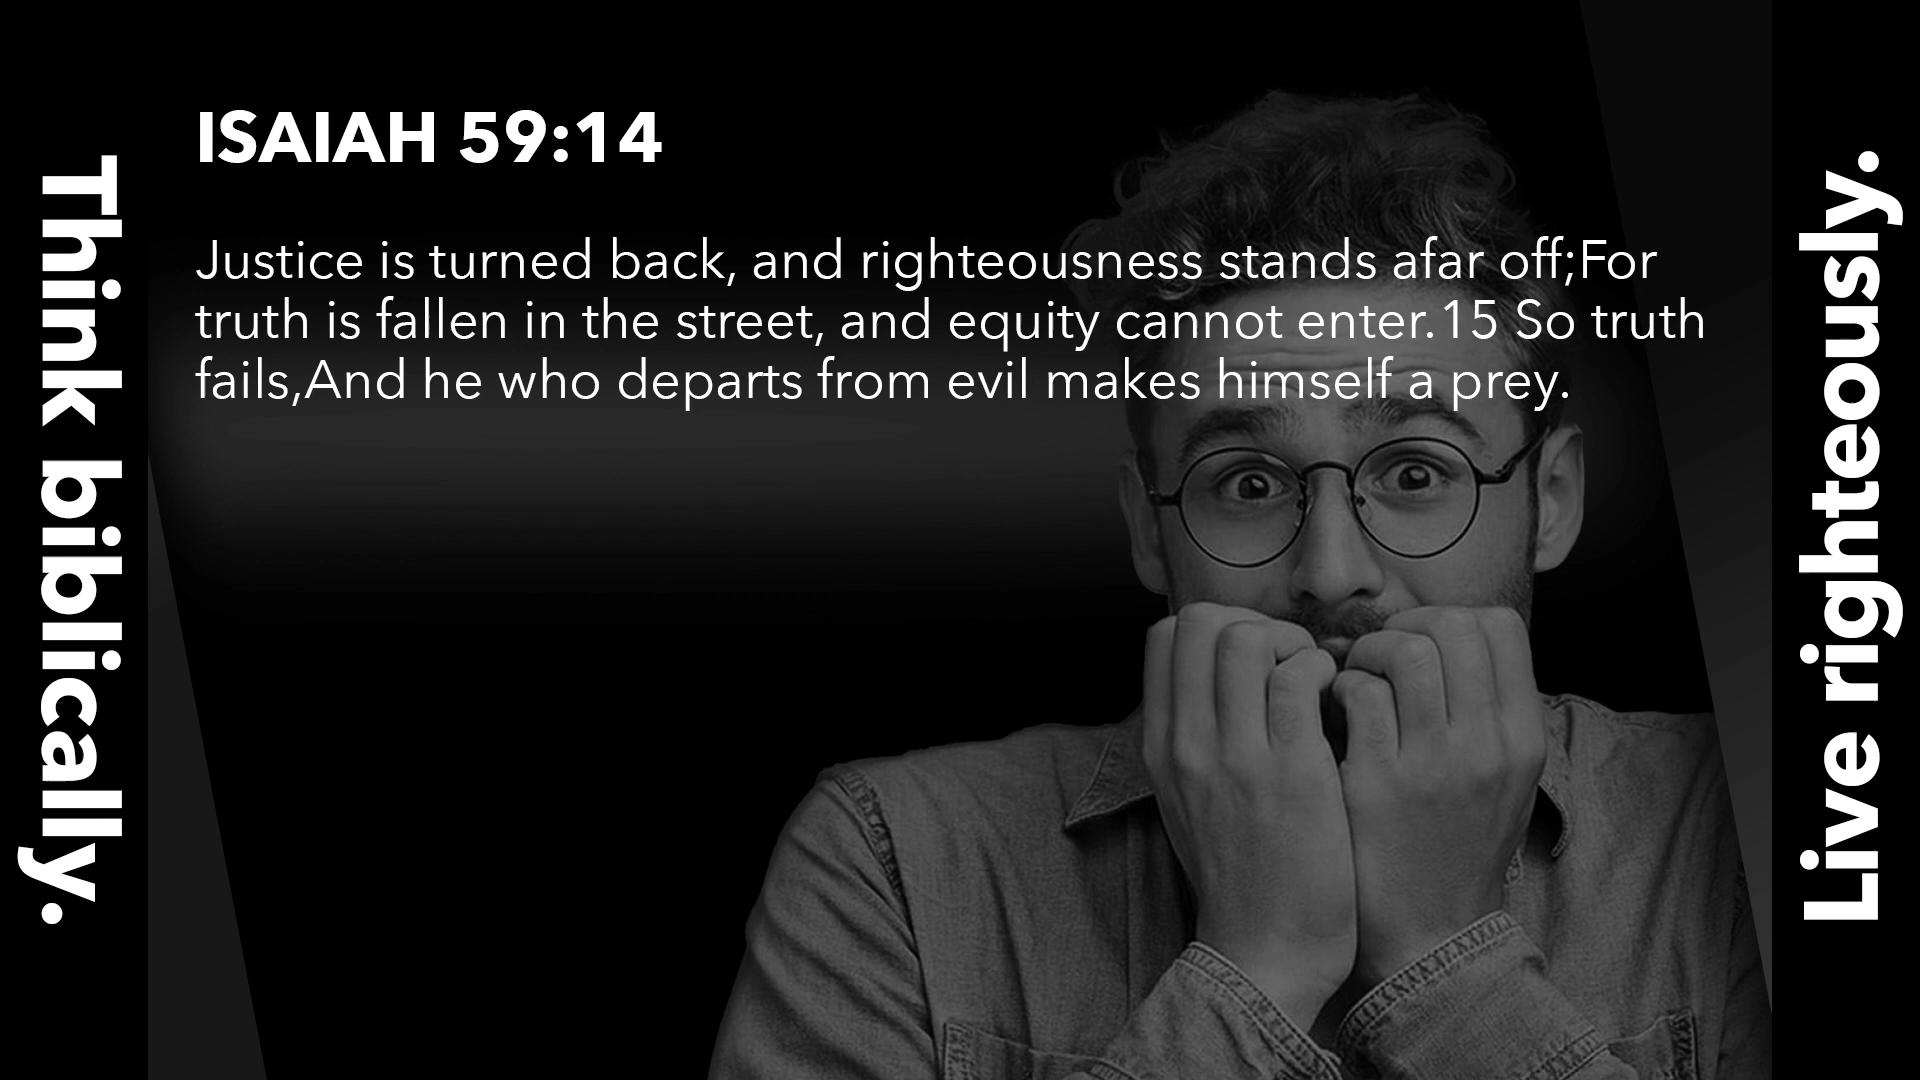 Think biblically.
ISAIAH 59:14
Justice is turned back, and righteousness stands afar off;For
truth is fallen in the street, and equity cannot enter.15 So truth
fails,And he who departs from evil makes himself a prey.
Live righteously.